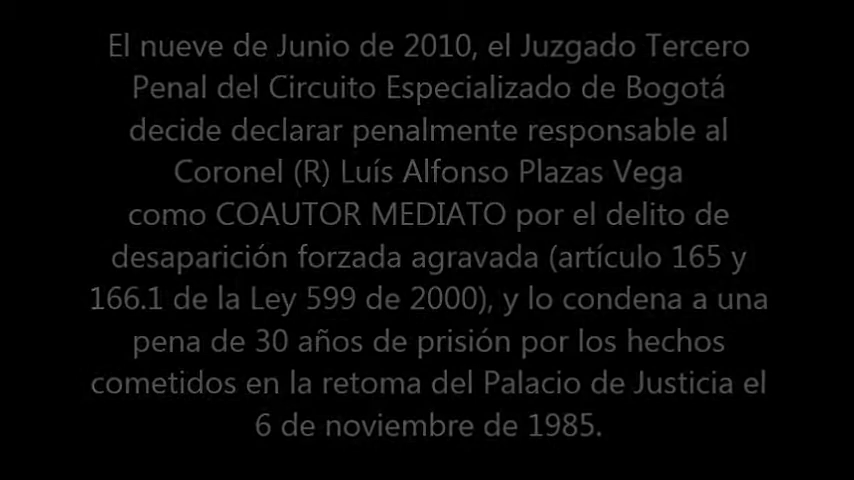 El nueve de Junio de 2010, el Juzgado Tercero
Penal del Circuito Especializado de Bogotá
decide declarar penalmente responsable al
Coronel (R) Luís Alfonso Plazas Vega
como COAUTOR MEDIATO por el delito de
desaparición forzada agravada (artículo 165 y
166.1 de la Ley 599 de 2000), y lo condena a una
pena de 30 años de prisión por los hechos
cometidos en la retoma del Palacio de Justicia el
6 de noviembre de 1985.